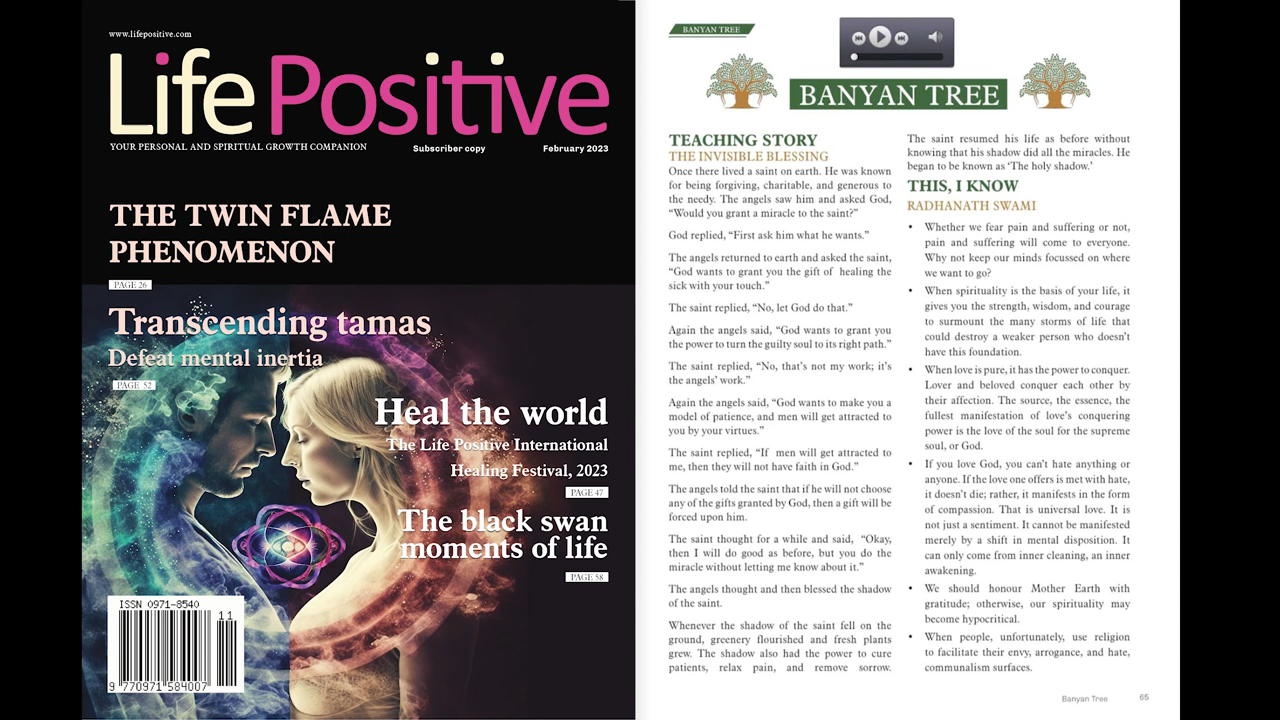 www.lifepositive.com
LifePositive
YOUR PERSONAL AND SPIRITUAL GROWTH COMPANION
Subscriber copy
February 2023
THE TWIN FLAME
PHENOMENON
PAGE 26
Transcending tamas
Defeat mental inertia
PAGE 52
Heal the world
The Life Positive International
Healing Festival, 2023
PAGE 47
The black swan
moments of life
PAGE 58
ISSN 0971-8540
11
9 770971 584007
BANYAN TREE
BANYAN TREE
TEACHING STORY
THE INVISIBLE BLESSING
Once there lived a saint on earth. He was known
for being forgiving, charitable, and generous to
the needy. The angels saw him and asked God,
“Would you grant a miracle to the saint?”
God replied, “First ask him what he wants.”
The angels returned to earth and asked the saint,
“God wants to grant you the gift of healing the
sick with your touch.”
The saint replied, “No, let God do that.”
Again the angels said, “God wants to grant you
the power to turn the guilty soul to its right path.”
The saint replied, “No, that’s not my work; it’s
the angels’ work.”
Again the angels said, “God wants to make you a
model of patience, and men will get attracted to
you by your virtues.”
The saint replied, “If men will get attracted to
me, then they will not have faith in God.”
The angels told the saint that if he will not choose
any of the gifts granted by God, then a gift will be
forced upon him.
The saint thought for a while and said, “Okay,
then I will do good as before, but you do the
miracle without letting me know about it.”
The angels thought and then blessed the shadow
of the saint.
Whenever the shadow of the saint fell on the
ground, greenery flourished and fresh plants
grew. The shadow also had the power to cure
patients, relax pain, and remove sorrow.
The saint resumed his life as before without
knowing that his shadow did all the miracles. He
began to be known as ‘The holy shadow.’
THIS, I KNOW
RADHANATH SWAMI
• Whether we fear pain and suffering or not,
pain and suffering will come to everyone.
Why not keep our minds focussed on where
we want to go?
• When spirituality is the basis of your life, it
gives you the strength, wisdom, and courage
to surmount the many storms of life that
could destroy a weaker person who doesn’t
have this foundation.
• When love is pure, it has the power to conquer.
Lover and beloved conquer each other by
their affection. The source, the essence, the
fullest manifestation of love’s conquering
power is the love of the soul for the supreme
soul, or God.
• If you love God, you can’t hate anything or
anyone. If the love one offers is met with hate,
it doesn’t die; rather, it manifests in the form
of compassion. That is universal love. It is
not just a sentiment. It cannot be manifested
merely by a shift in mental disposition. It
can only come from inner cleaning, an inner
awakening.
• We should honour Mother Earth with
gratitude; otherwise, our spirituality may
become hypocritical.
• When people, unfortunately, use religion
to facilitate their envy, arrogance, and hate,
communalism surfaces.
Banyan Tree 65